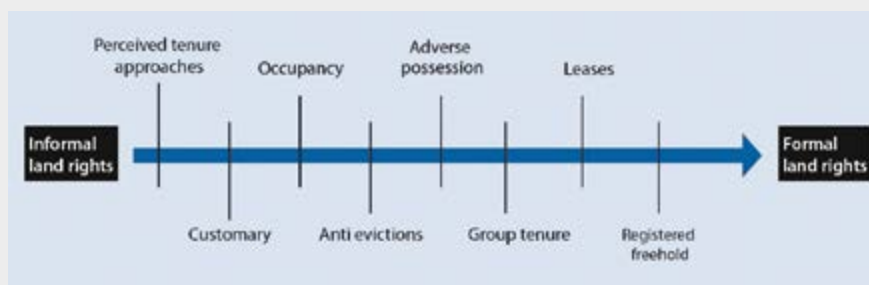 Perceived tenure
approaches
Occupancy
Adverse
possession
Leases
Informal
land rights
Formal
land rights
Customary
Anti evictions
Group tenure
Registered
freehold